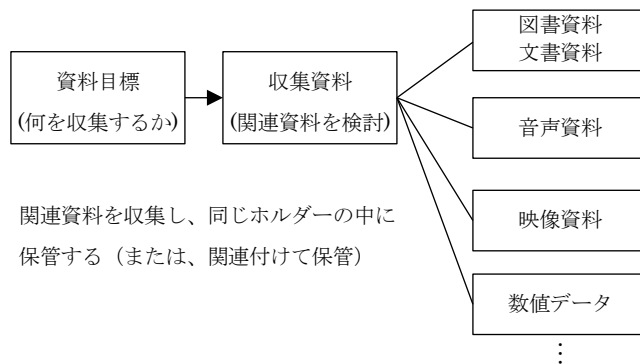 資料目標
(何を収集するか)
収集資料
(関連資料を検討)
図書資料
文書資料
音声資料
映像資料
数値データ
⋮
関連資料を収集し、同じホルダーの中に
保管する（または、関連付けて保管）